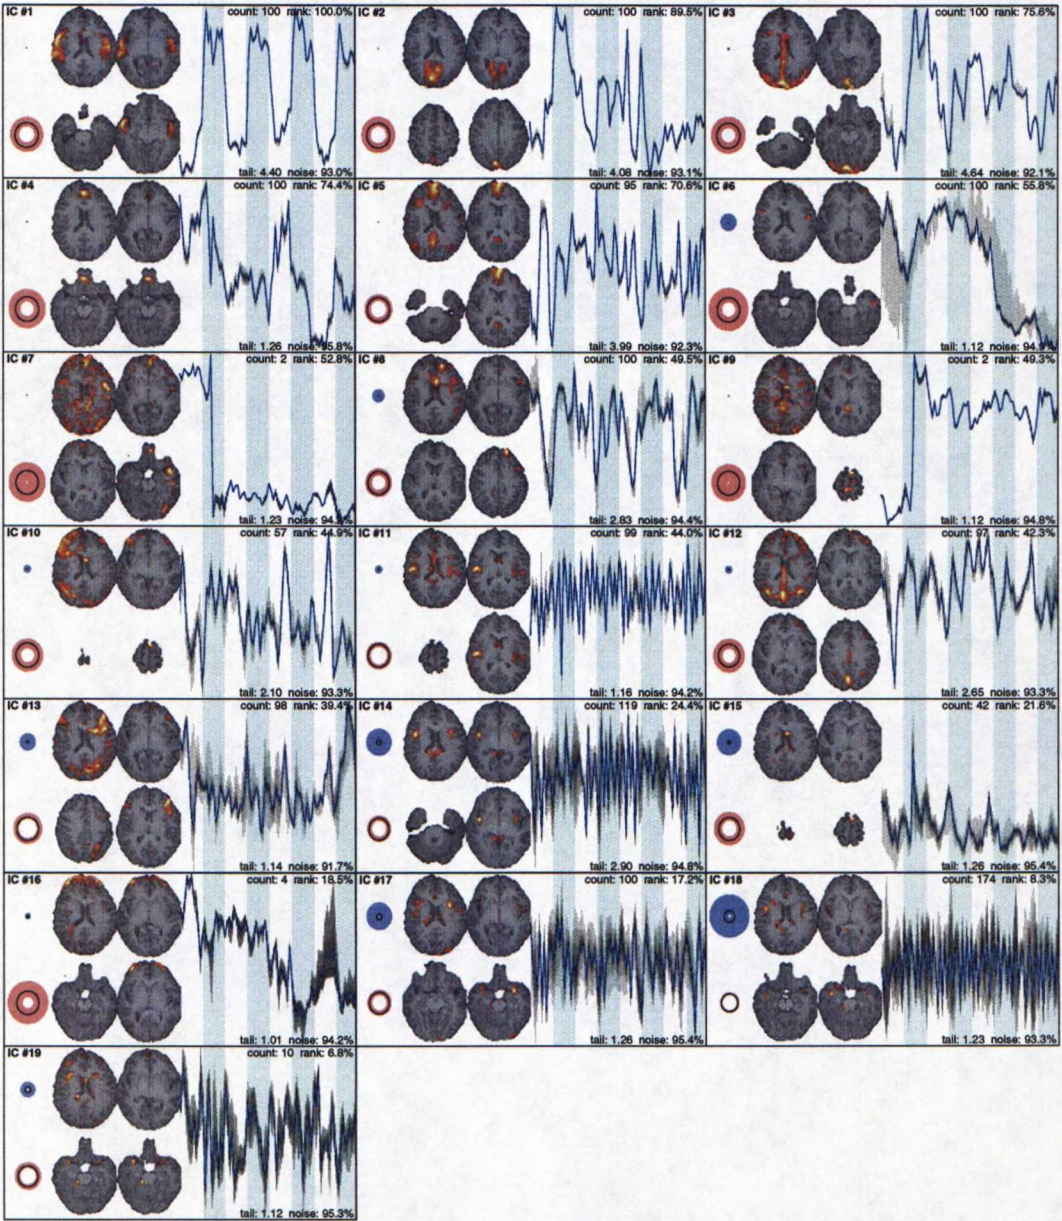 IC #1 count: 100 rank: 100.0%
tail: 4.40 noise: 93.0%
IC #2 count: 100 rank: 89.5%
tail: 4.08 noise: 93.1%
IC #3 count: 100 rank: 75.6%
tail: 4.64 noise: 92.1%
IC #4 count: 100 rank: 74.4%
tail: 1.26 noise: 95.8%
IC #5 count: 95 rank: 70.6%
tail: 3.99 noise: 92.3%
IC #6 count: 100 rank: 55.8%
tail: 1.12 noise:
IC #7 count: 2 rank: 52.8%
tail: 1.23 noise:
IC #8 count: 100 rank: 49.5%
tail: 2.83 noise: 94.4%
IC #9 count: 2 rank: 49.3%
tail: 1.12 noise: 94.8%
IC #10 count: 57 rank: 44.9%
tail: 2.10 noise: 93.3%
IC #11 count: 99 rank: 44.0%
tail: 1.16 noise: 94.2%
IC #12 count: 97 rank: 42.3%
tail: 2.65 noise: 93.3%
IC #13 count: 98 rank: 39.4%
tail: 1.14 noise: 91.7%
IC #14 count: 119 rank: 24.4%
tail: 2.90 noise: 94.8%
IC #15 count: 42 rank: 21.6%
tail: 1.26 noise: 95.4%
IC #16 count: 4 rank: 18.5%
tail: 1.01 noise: 94.2%
IC #17 count: 100 rank: 17.2%
tail: 1.26 noise: 95.4%
IC #18 count: 174 rank: 8.3%
tail: 1.23 noise: 93.3%
IC #19 count: 10 rank: 6.8%
tail: 1.12 noise: 95.3%